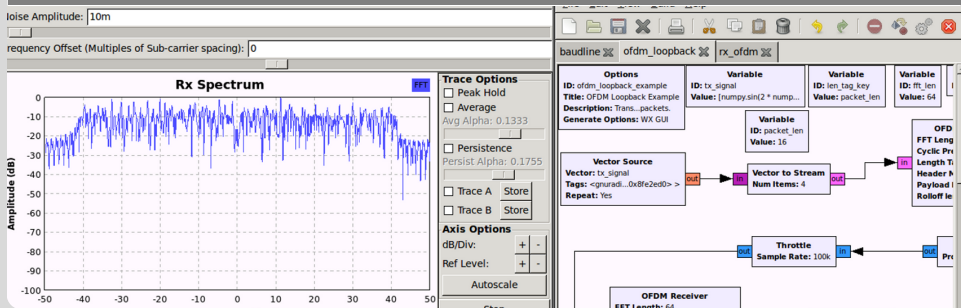 Noise Amplitude: 10m
requency Offset (Multiples of Sub-carrier spacing): 0
Rx Spectrum
FFT
Amplitude (dB)
0
-10
-20
-30
-40
-50
-60
-70
-80
-90
-100
-50 -40 -30 -20 -10 0 10 20 30 40 50
Trace Options
Peak Hold
Average
Avg Alpha: 0.1333
Persistence
Persist Alpha: 0.1755
Trace A Store
Trace B Store
Axis Options
dB/Div: + -
Ref Level: + -
Autoscale
Stop
baudline ofdm_loopback rx_ofdm
Options
ID: ofdm_loopback_example
Title: OFDM Loopback Example
Description: Trans...packets.
Generate Options: WX GUI
Variable
ID: tx_signal
Value: [numpy.sin(2 * nump...
Variable
ID: len_tag_key
Value: packet_len
Variable
ID: fft_len
Value: 64
Variable
ID: packet_len
Value: 16
Vector Source
Vector: tx_signal
Tags: <gnuradi...0x8fe2ed0> >
Repeat: Yes
out
in
Vector to Stream
Num Items: 4
out
in
OFD
FFT Length:
Cyclic Pre
Length Ta
Header M
Payload
Rolloff le
out
Throttle
Sample Rate: 100k
in
out
Pro
OFDM Receiver
FFT Length: 64